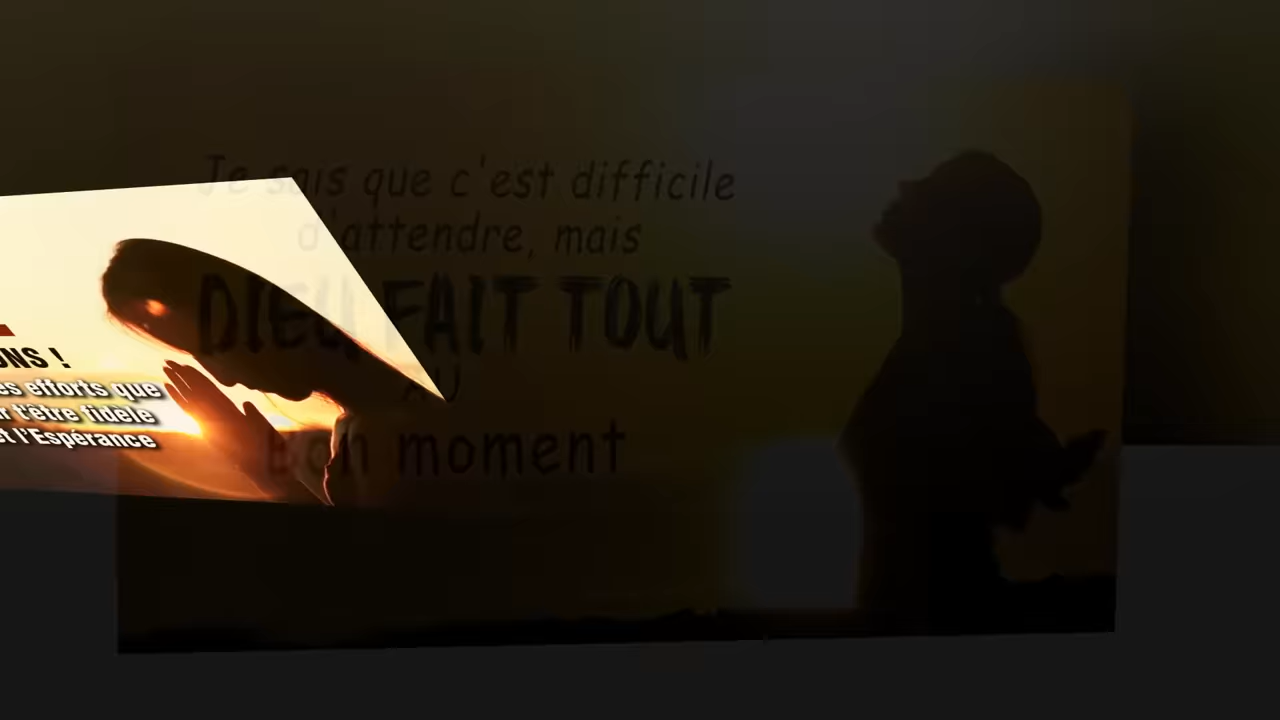 Je sais que c'est difficile
d'attendre, mais
DIEU FAIT TOUT
AU
Bon moment
ONS !
es efforts que
r t'être fidèle
et l'Espérance